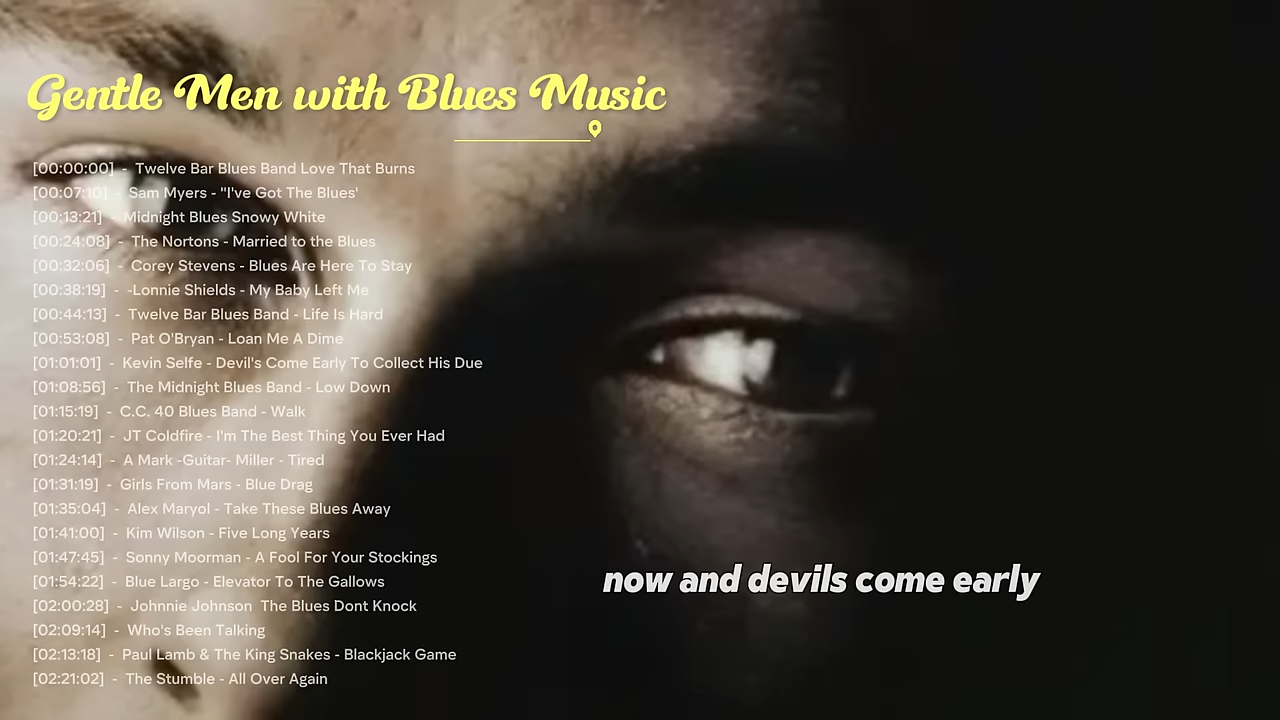 Gentle Men with Blues Music
[00:00:00] - Twelve Bar Blues Band Love That Burns
[00:07:10] - Sam Myers - "I've Got The Blues'
[00:13:21] - Midnight Blues Snowy White
[00:24:08] - The Nortons - Married to the Blues
[00:32:06] - Corey Stevens - Blues Are Here To Stay
[00:38:19] - -Lonnie Shields - My Baby Left Me
[00:44:13] - Twelve Bar Blues Band - Life Is Hard
[00:53:08] - Pat O'Bryan - Loan Me A Dime
[01:01:01] - Kevin Selfe - Devil's Come Early To Collect His Due
[01:08:56] - The Midnight Blues Band - Low Down
[01:15:19] - C.C. 40 Blues Band - Walk
[01:20:21] - JT Coldfire - I'm The Best Thing You Ever Had
[01:24:14] - A Mark -Guitar- Miller - Tired
[01:31:19] - Girls From Mars - Blue Drag
[01:35:04] - Alex Maryol - Take These Blues Away
[01:41:00] - Kim Wilson - Five Long Years
[01:47:45] - Sonny Moorman - A Fool For Your Stockings
[01:54:22] - Blue Largo - Elevator To The Gallows
[02:00:28] - Johnnie Johnson  The Blues Dont Knock
[02:09:14] - Who's Been Talking
[02:13:18] - Paul Lamb & The King Snakes - Blackjack Game
[02:21:02] - The Stumble - All Over Again
now and devils come early